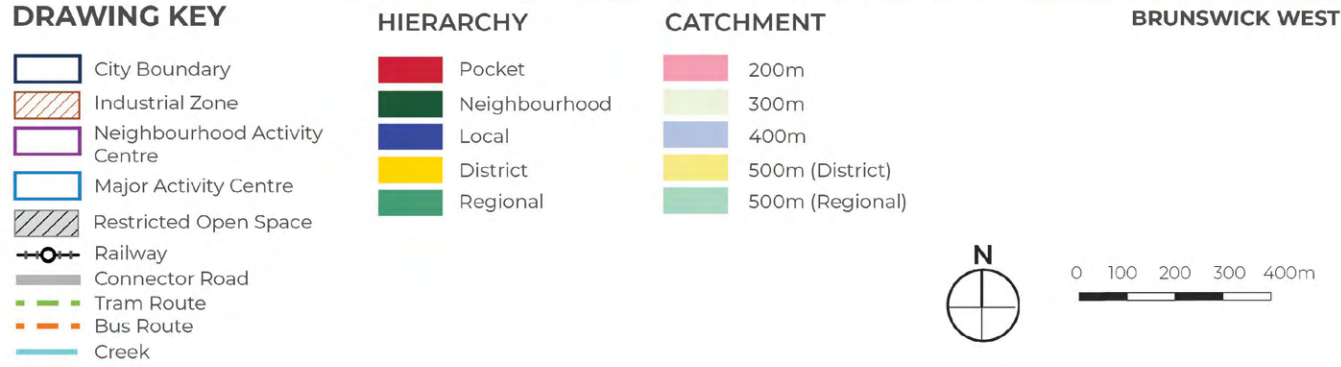 DRAWING KEY
City Boundary
Industrial Zone
Neighbourhood Activity
Centre
Major Activity Centre
Restricted Open Space
Railway
Connector Road
Tram Route
Bus Route
Creek
HIERARCHY
Pocket
Neighbourhood
Local
District
Regional
CATCHMENT
200m
300m
400m
500m (District)
500m (Regional)
BRUNSWICK WEST
N
0 100 200 300 400m